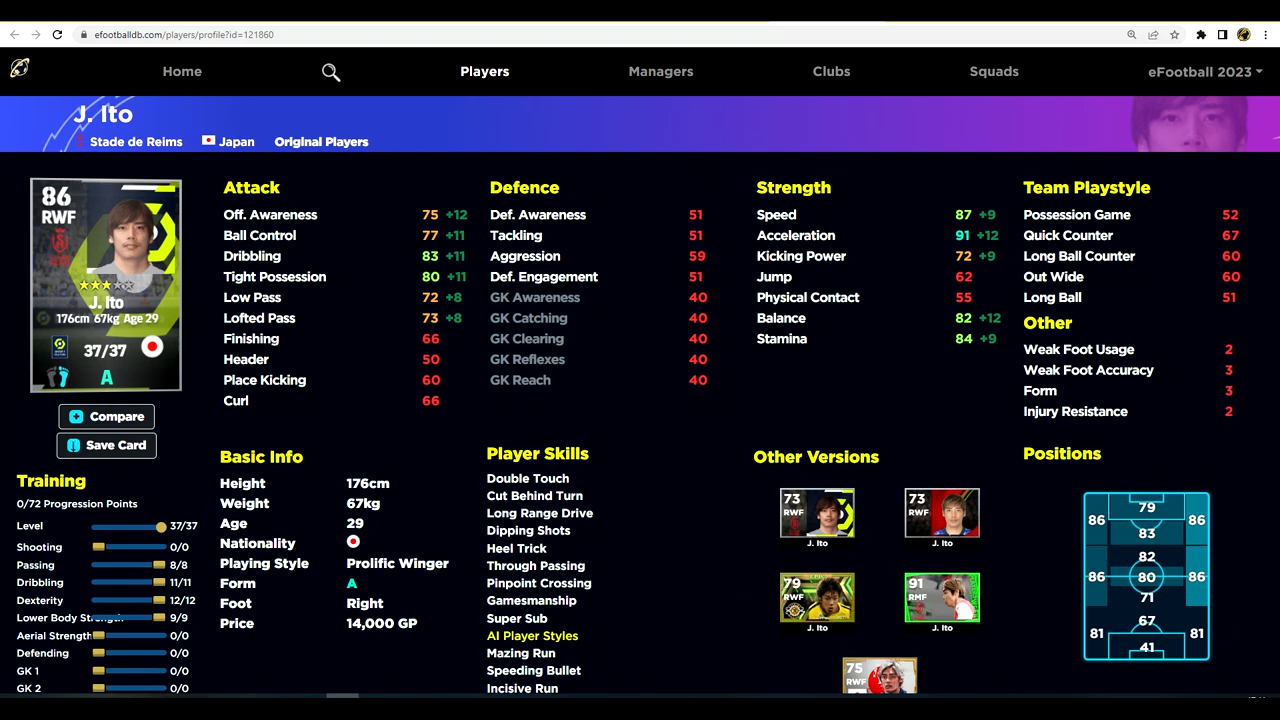 efootballdb.com/players/profile?id=121860
Home Players Managers Clubs Squads eFootball 2023
J. Ito
Stade de Reims Japan Original Players
86
RWF
J. Ito
176cm 67kg Age 29
37/37
A
Compare
Save Card
Training
0/72 Progression Points
Level 37/37
Shooting 0/0
Passing 8/8
Dribbling 11/11
Dexterity 12/12
Lower Body Strength 9/9
Aerial Strength 0/0
Defending 0/0
GK 1 0/0
GK 2 0/0
Attack
Off. Awareness 75 +12
Ball Control 77 +11
Dribbling 83 +11
Tight Possession 80 +11
Low Pass 72 +8
Lofted Pass 73 +8
Finishing 66
Header 50
Place Kicking 60
Curl 66
Defence
Def. Awareness 51
Tackling 51
Aggression 59
Def. Engagement 51
GK Awareness 40
GK Catching 40
GK Clearing 40
GK Reflexes 40
GK Reach 40
Strength
Speed 87 +9
Acceleration 91 +12
Kicking Power 72 +9
Jump 62
Physical Contact 55
Balance 82 +12
Stamina 84 +9
Team Playstyle
Possession Game 52
Quick Counter 67
Long Ball Counter 60
Out Wide 60
Long Ball 51
Other
Weak Foot Usage 2
Weak Foot Accuracy 3
Form 3
Injury Resistance 2
Basic Info
Height 176cm
Weight 67kg
Age 29
Nationality
Playing Style Prolific Winger
Form A
Foot Right
Price 14,000 GP
Player Skills
Double Touch
Cut Behind Turn
Long Range Drive
Dipping Shots
Heel Trick
Through Passing
Pinpoint Crossing
Gamesmanship
Super Sub
AI Player Styles
Mazing Run
Speeding Bullet
Incisive Run
Other Versions
73
RWF
J. Ito
73
RWF
J. Ito
79
RWF
J. Ito
91
RMF
J. Ito
75
RWF
Positions
79
86 86
83
82
86 80 86
71
67
81 81
41